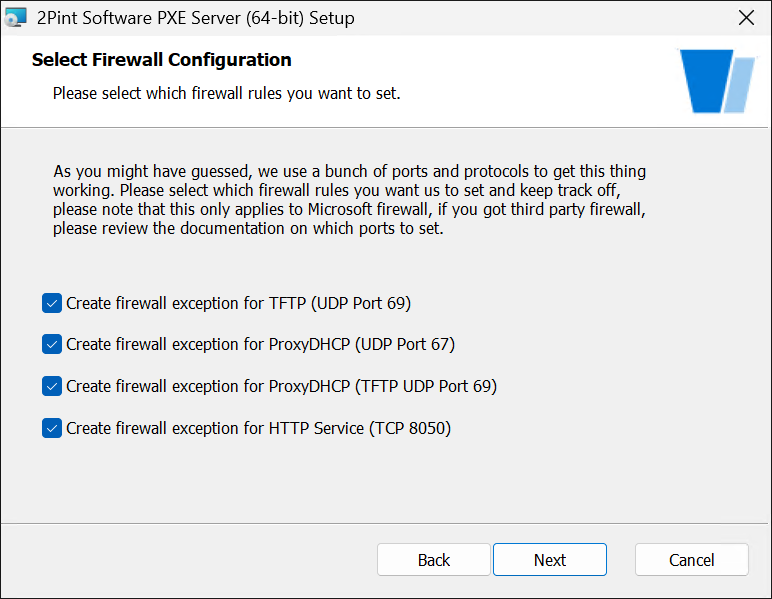 2Pint Software PXE Server (64-bit) Setup
Select Firewall Configuration
Please select which firewall rules you want to set.
As you might have guessed, we use a bunch of ports and protocols to get this thing
working. Please select which firewall rules you want us to set and keep track off,
please note that this only applies to Microsoft firewall, if you got third party firewall,
please review the documentation on which ports to set.
Create firewall exception for TFTP (UDP Port 69)
Create firewall exception for ProxyDHCP (UDP Port 67)
Create firewall exception for ProxyDHCP (TFTP UDP Port 69)
Create firewall exception for HTTP Service (TCP 8050)
Back Next Cancel